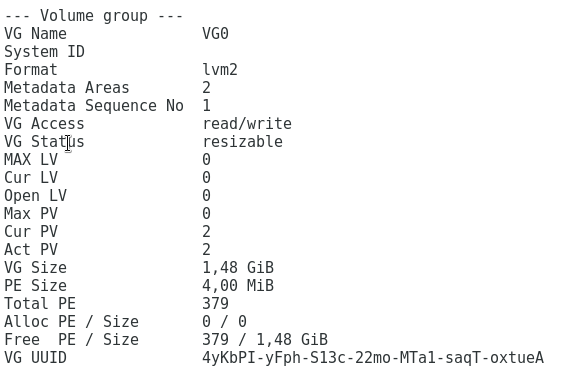 --- Volume group ---
VG Name               VG0
System ID
Format                lvm2
Metadata Areas        2
Metadata Sequence No  1
VG Access             read/write
VG Status             resizable
MAX LV                0
Cur LV                0
Open LV               0
Max PV                0
Cur PV                2
Act PV                2
VG Size               1,48 GiB
PE Size               4,00 MiB
Total PE              379
Alloc PE / Size       0 / 0
Free  PE / Size       379 / 1,48 GiB
VG UUID               4yKbPI-yFph-S13c-22mo-MTa1-saqT-oxtueA